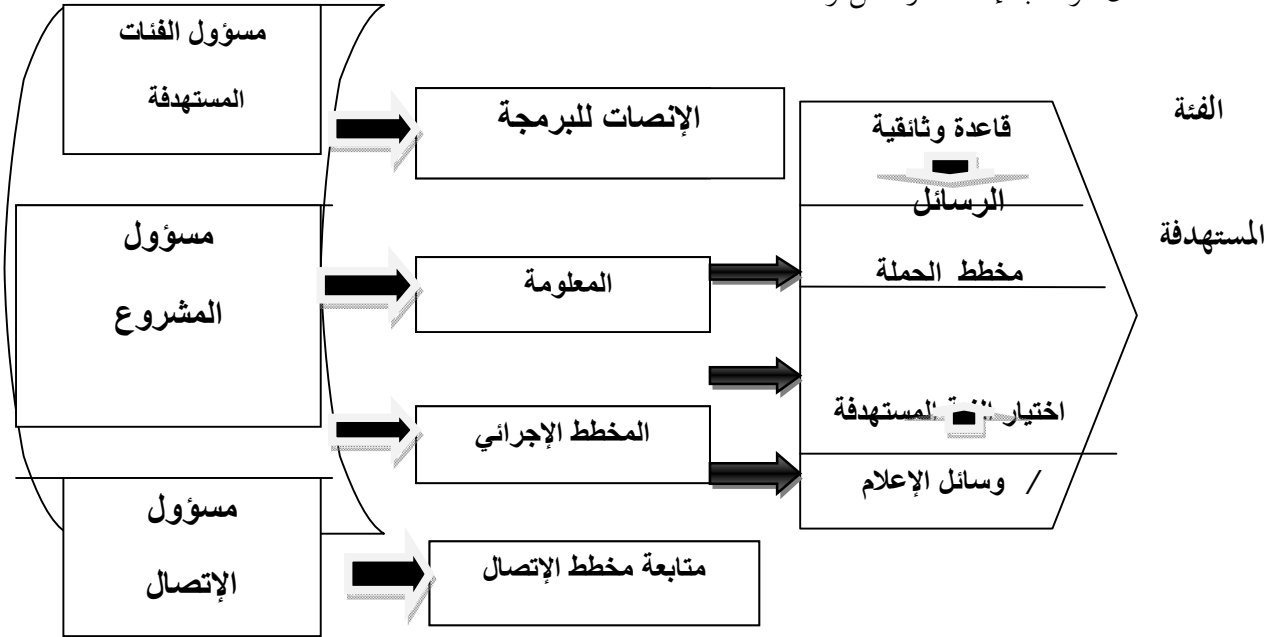 مسؤول الفئات
المستهدفة
مسؤول
المشروع
مسؤول
الإتصال
الإنصات للبرمجة
المعلومة
المخطط الإجرائي
متابعة مخطط الإتصال
قاعدة وثائقية
الرسائل
مخطط الحملة
اختيار المستهدفة
/ وسائل الإعلام
الفئة
المستهدفة